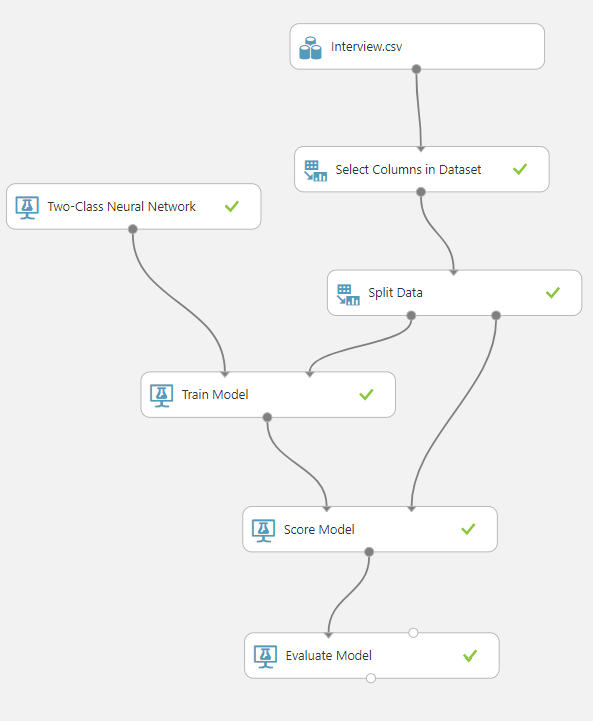 Interview.csv
Select Columns in Dataset
Two-Class Neural Network
Split Data
Train Model
Score Model
Evaluate Model